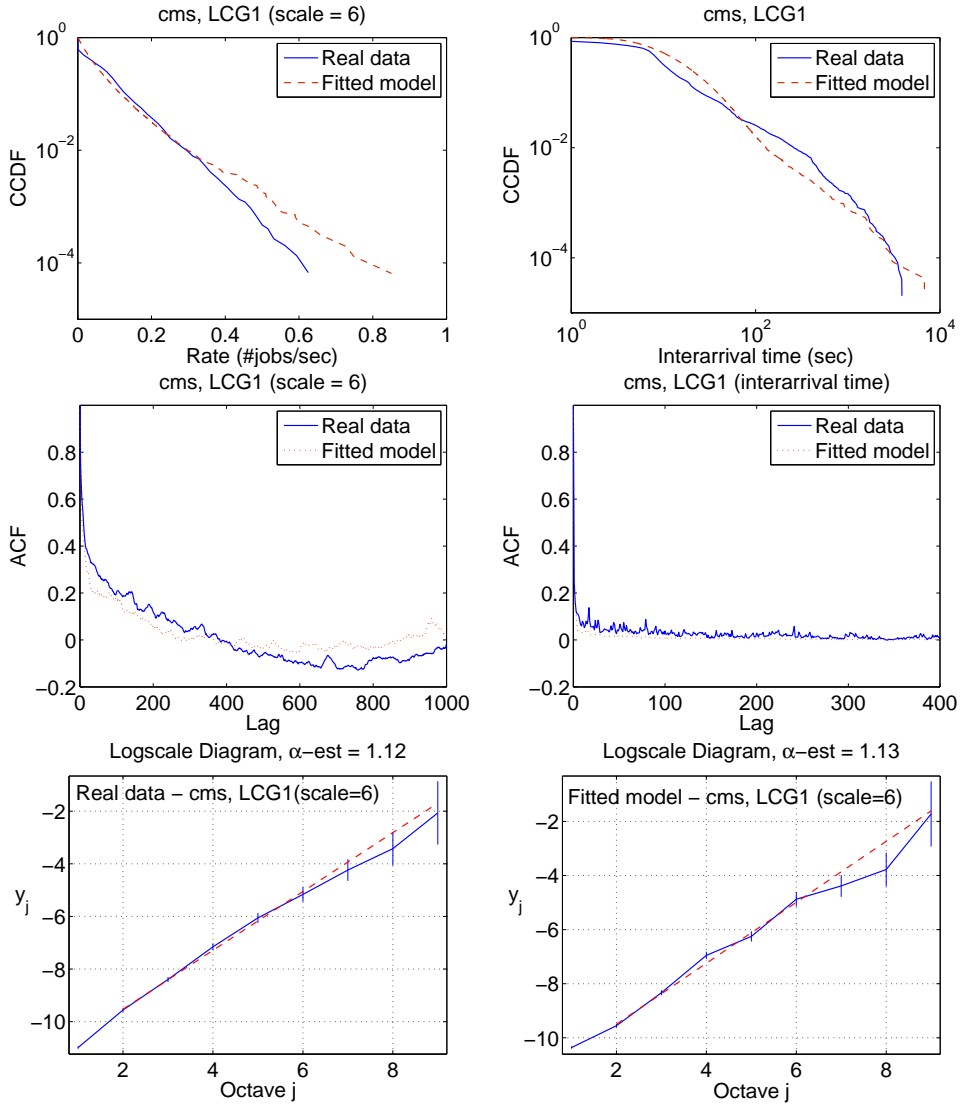 cms, LCG1 (scale = 6)
10^0
10^-2
10^-4
CCDF
Real data
Fitted model
0 0.2 0.4 0.6 0.8 1
Rate (#jobs/sec)
cms, LCG1
10^0
10^-2
10^-4
CCDF
Real data
Fitted model
10^0 10^2 10^4
Interarrival time (sec)
cms, LCG1 (scale = 6)
0.8
0.6
0.4
0.2
0
−0.2
ACF
Real data
Fitted model
0 200 400 600 800 1000
Lag
cms, LCG1 (interarrival time)
0.8
0.6
0.4
0.2
0
−0.2
ACF
Real data
Fitted model
0 100 200 300 400
Lag
Logscale Diagram, α−est = 1.12
Real data − cms, LCG1(scale=6)
−2
−4
−6
−8
−10
y_j
2 4 6 8
Octave j
Logscale Diagram, α−est = 1.13
Fitted model − cms, LCG1 (scale=6)
−2
−4
−6
−8
−10
y_j
2 4 6 8
Octave j